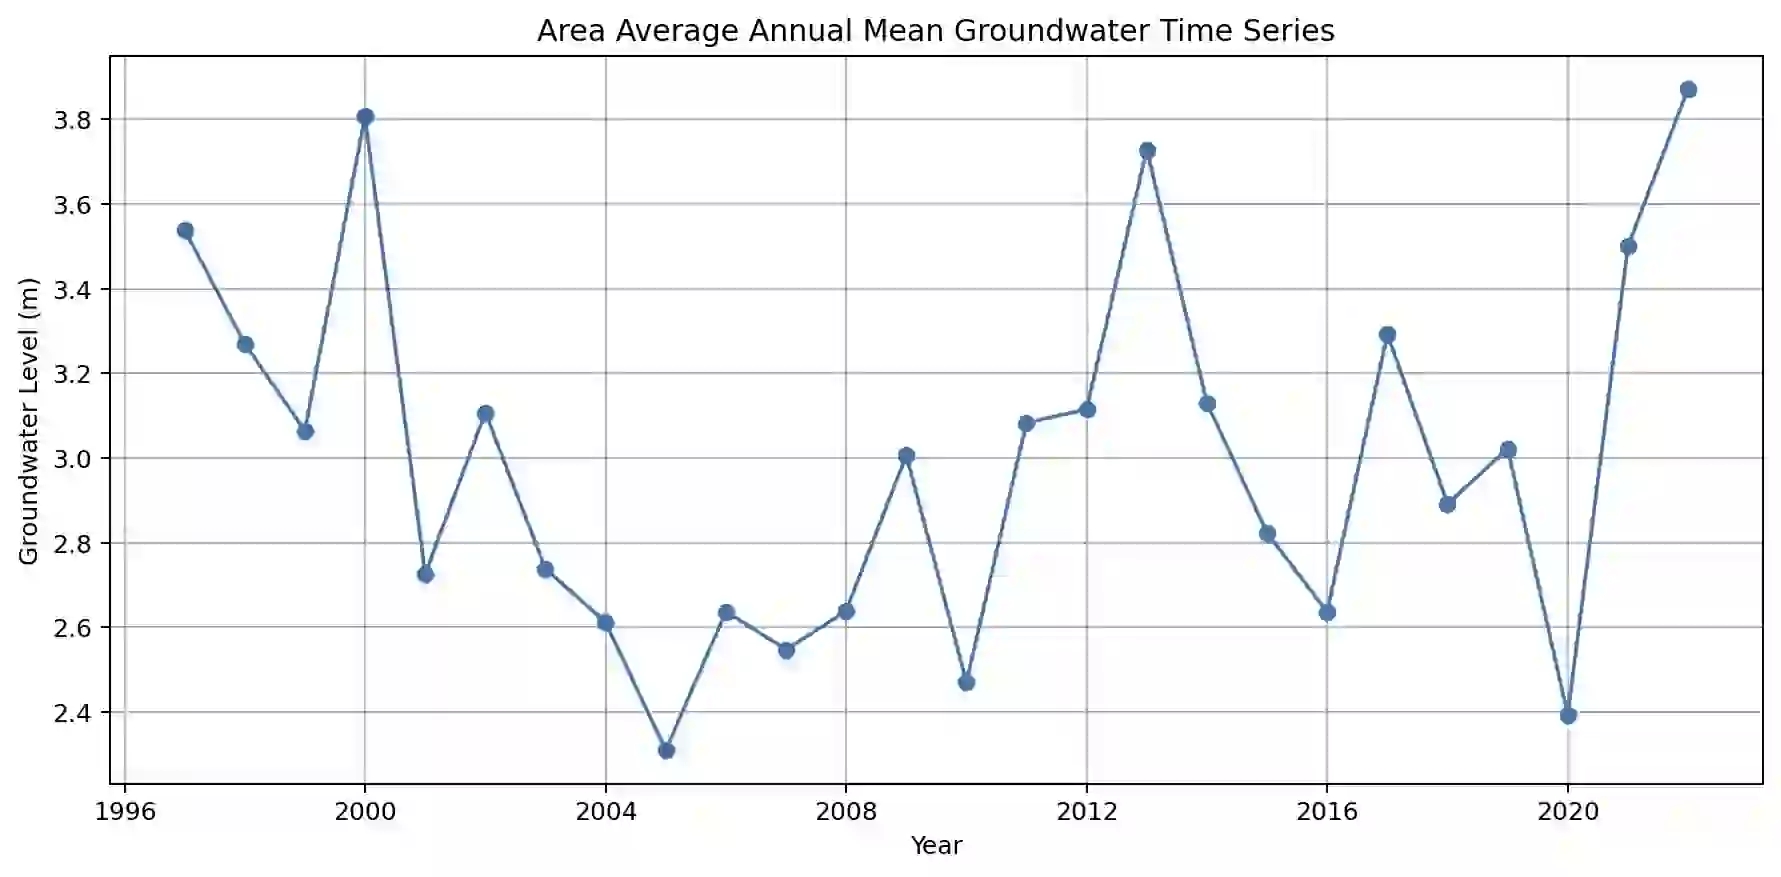 Area Average Annual Mean Groundwater Time Series
Groundwater Level (m)
3.8
3.6
3.4
3.2
3.0
2.8
2.6
2.4
1996 2000 2004 2008 2012 2016 2020
Year